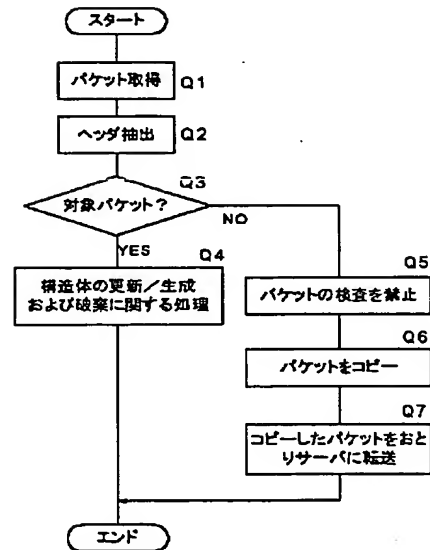 スタート
パケット取得
Q1
ヘッダ抽出
Q2
Q3
対象パケット?
NO
YES
Q4
構造体の更新/生成
および破棄に関する処理
Q5
パケットの検査を禁止
Q6
パケットをコピー
Q7
コピーしたパケットをおと
りサーバに転送
エンド